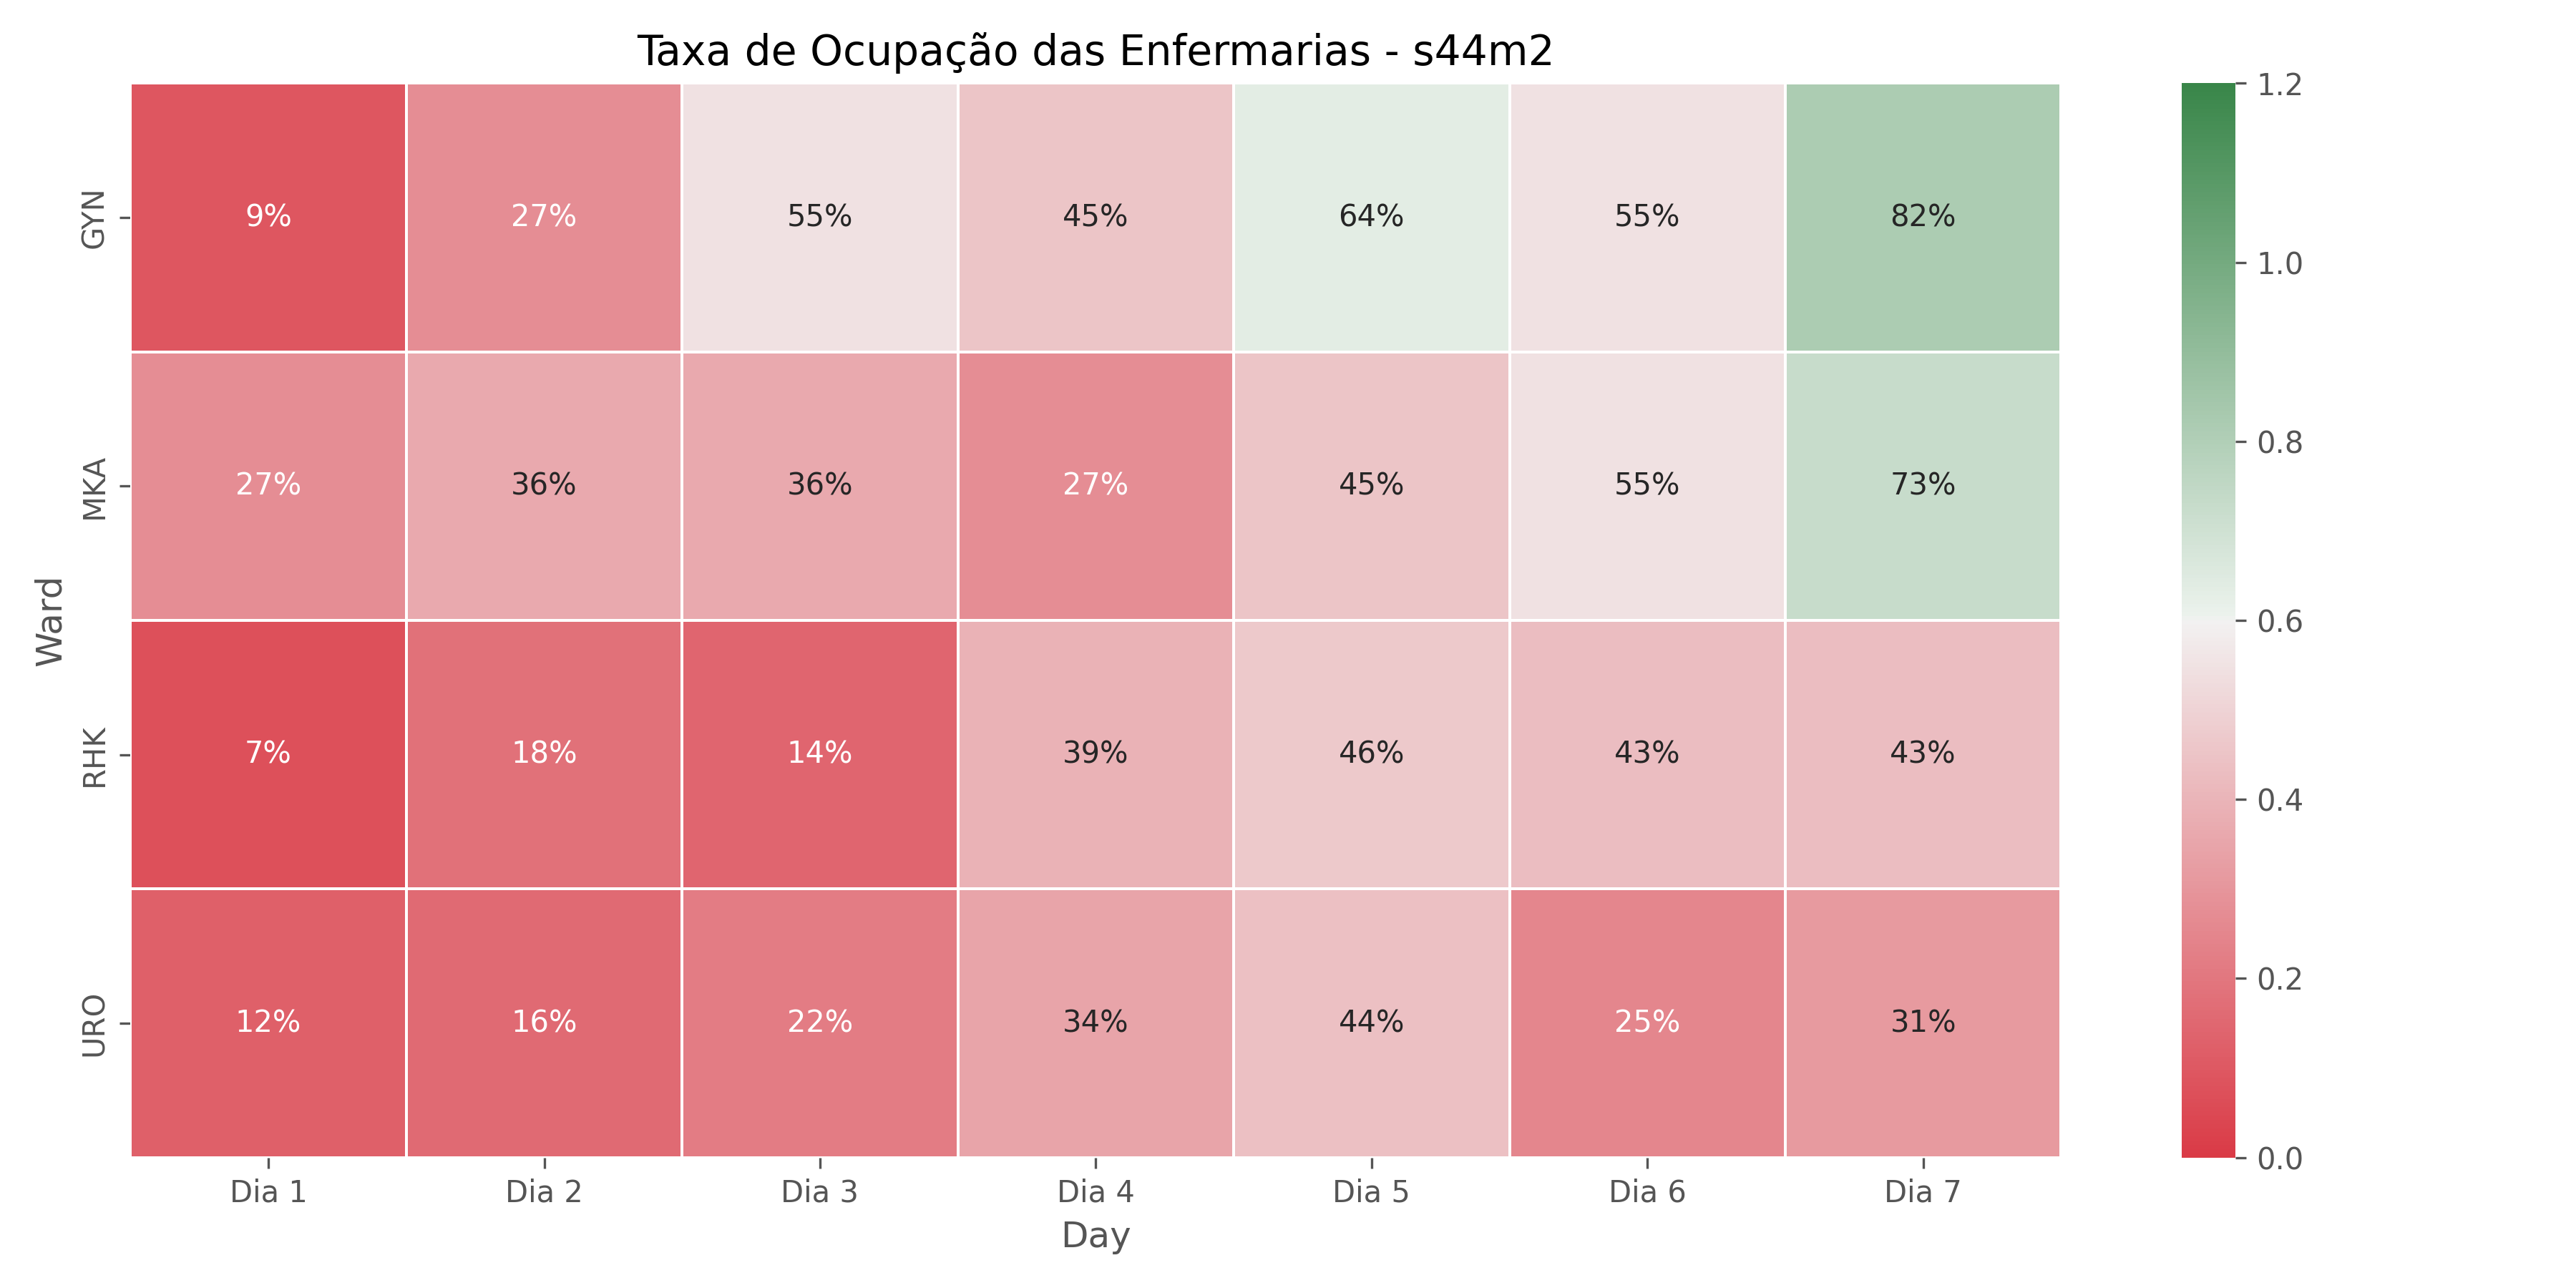 Taxa de Ocupação das Enfermarias - s44m2
Ward
GYN 9% 27% 55% 45% 64% 55% 82%
MKA 27% 36% 36% 27% 45% 55% 73%
RHK 7% 18% 14% 39% 46% 43% 43%
URO 12% 16% 22% 34% 44% 25% 31%
Dia 1 Dia 2 Dia 3 Dia 4 Dia 5 Dia 6 Dia 7
Day
1.2
1.0
0.8
0.6
0.4
0.2
0.0